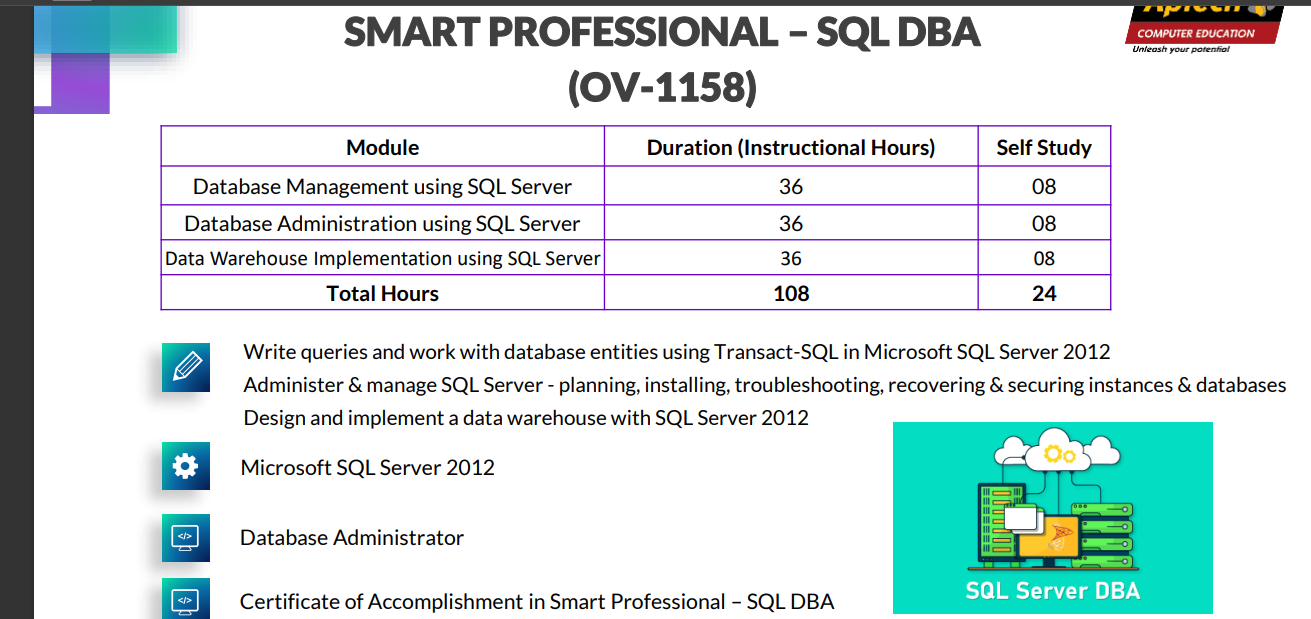 SMART PROFESSIONAL – SQL DBA
(OV-1158)
Aptech
COMPUTER EDUCATION
Unleash your potential
Module Duration (Instructional Hours) Self Study
Database Management using SQL Server 36 08
Database Administration using SQL Server 36 08
Data Warehouse Implementation using SQL Server 36 08
Total Hours 108 24
Write queries and work with database entities using Transact-SQL in Microsoft SQL Server 2012
Administer & manage SQL Server - planning, installing, troubleshooting, recovering & securing instances & databases
Design and implement a data warehouse with SQL Server 2012
Microsoft SQL Server 2012
</>
Database Administrator
</>
Certificate of Accomplishment in Smart Professional – SQL DBA
SQL Server DBA